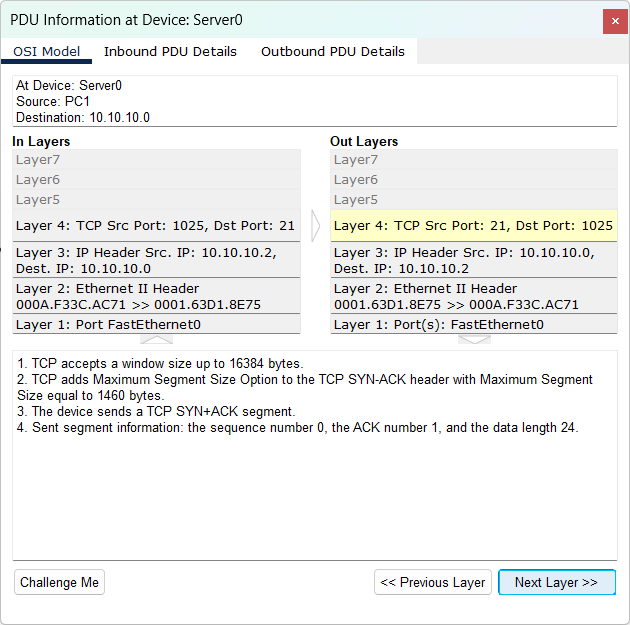 PDU Information at Device: Server0
OSI Model Inbound PDU Details Outbound PDU Details
At Device: Server0
Source: PC1
Destination: 10.10.10.0
In Layers
Layer7
Layer6
Layer5
Layer 4: TCP Src Port: 1025, Dst Port: 21
Layer 3: IP Header Src. IP: 10.10.10.2,
Dest. IP: 10.10.10.0
Layer 2: Ethernet II Header
000A.F33C.AC71 >> 0001.63D1.8E75
Layer 1: Port FastEthernet0
Out Layers
Layer7
Layer6
Layer5
Layer 4: TCP Src Port: 21, Dst Port: 1025
Layer 3: IP Header Src. IP: 10.10.10.0,
Dest. IP: 10.10.10.2
Layer 2: Ethernet II Header
0001.63D1.8E75 >> 000A.F33C.AC71
Layer 1: Port(s): FastEthernet0
1. TCP accepts a window size up to 16384 bytes.
2. TCP adds Maximum Segment Size Option to the TCP SYN-ACK header with Maximum Segment
Size equal to 1460 bytes.
3. The device sends a TCP SYN+ACK segment.
4. Sent segment information: the sequence number 0, the ACK number 1, and the data length 24.
Challenge Me << Previous Layer Next Layer >>